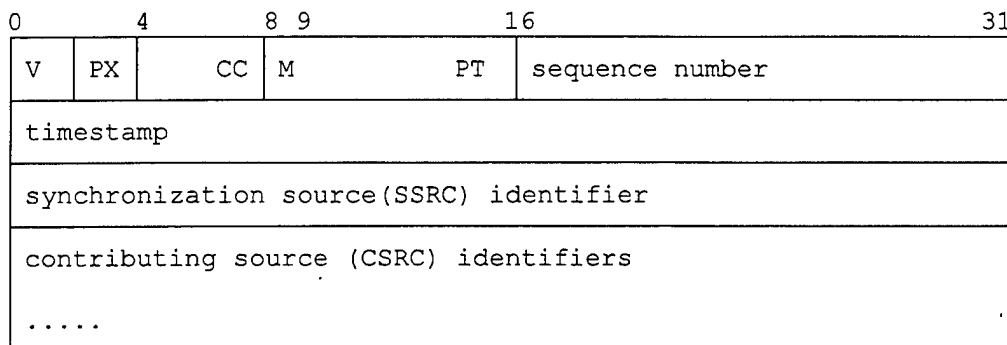 0 4 8 9 16 31
V PX CC M PT sequence number
timestamp
synchronization source(SSRC) identifier
contributing source (CSRC) identifiers
.....